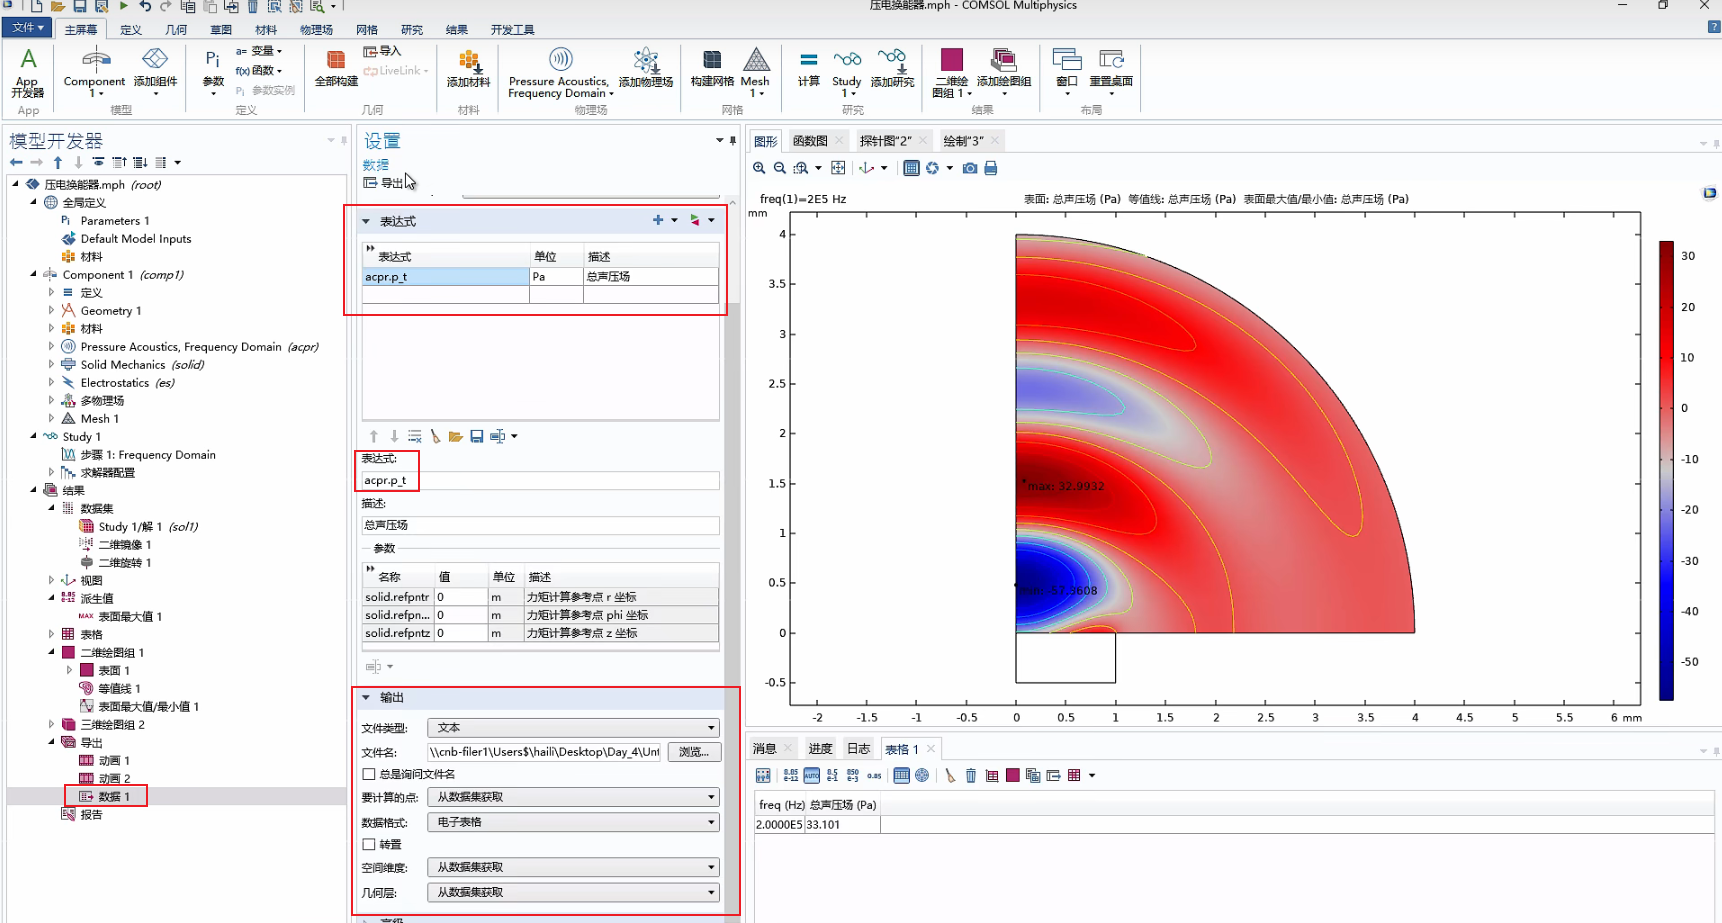 压电换能器.mph - COMSOL Multiphysics
文件 主屏幕 定义 几何 草图 材料 物理场 网格 研究 结果 开发工具
App 开发器
App
Component 1
添加组件
模型
Pi 参数
a= 变量
f(x) 函数
Pi 参数实例
定义
全部构建
导入
LiveLink
几何
添加材料
材料
Pressure Acoustics, Frequency Domain
添加物理场
物理场
构建网格
Mesh 1
网格
计算
Study 1
添加研究
研究
二维绘图组 1
添加绘图组
结果
窗口
重置桌面
布局
模型开发器
压电换能器.mph (root)
全局定义
Pi Parameters 1
Default Model Inputs
材料
Component 1 (comp1)
定义
Geometry 1
材料
Pressure Acoustics, Frequency Domain (acpr)
Solid Mechanics (solid)
Electrostatics (es)
多物理场
Mesh 1
Study 1
步骤 1: Frequency Domain
求解器配置
结果
数据集
Study 1/解 1 (sol1)
二维镜像 1
二维旋转 1
视图
派生值
表面最大值 1
表格
二维绘图组 1
表面 1
等值线 1
表面最大值/最小值 1
三维绘图组 2
导出
动画 1
动画 2
数据 1
报告
设置
数据
导出
表达式
表达式 单位 描述
acpr.p_t Pa 总声压场
表达式:
acpr.p_t
描述:
总声压场
参数
名称 值 单位 描述
solid.refpntr 0 m 力矩计算参考点 r 坐标
solid.refpn... 0 m 力矩计算参考点 phi 坐标
solid.refpntz 0 m 力矩计算参考点 z 坐标
输出
文件类型: 文本
文件名: \\cnb-filer1\Users$\haili\Desktop\Day_4\Unt 浏览...
总是询问文件名
要计算的点: 从数据集获取
数据格式: 电子表格
转置
空间维度: 从数据集获取
几何层: 从数据集获取
高级
图形 函数图 探针图"2" 绘制"3"
freq(1)=2E5 Hz 表面: 总声压场 (Pa) 等值线: 总声压场 (Pa) 表面最大值/最小值: 总声压场 (Pa)
mm
4
3.5
3
2.5
2
1.5
1
0.5
0
-0.5
max: 32.9932
-2 -1.5 -1 -0.5 0 0.5 1 1.5 2 2.5 3 3.5 4 4.5 5 5.5 6 mm
30
20
10
0
-10
-20
-30
-40
-50
消息 进度 日志 表格 1
freq (Hz) 总声压场 (Pa)
2.0000E5 33.101